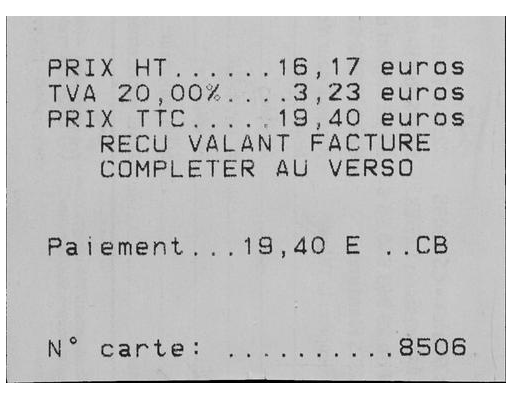 PRIX HT......16,17 euros
TVA 20,00%....3,23 euros
PRIX TTC.....19,40 euros
RECU VALANT FACTURE
COMPLETER AU VERSO
Paiement...19,40 E ..CB
N° carte: ..........8506